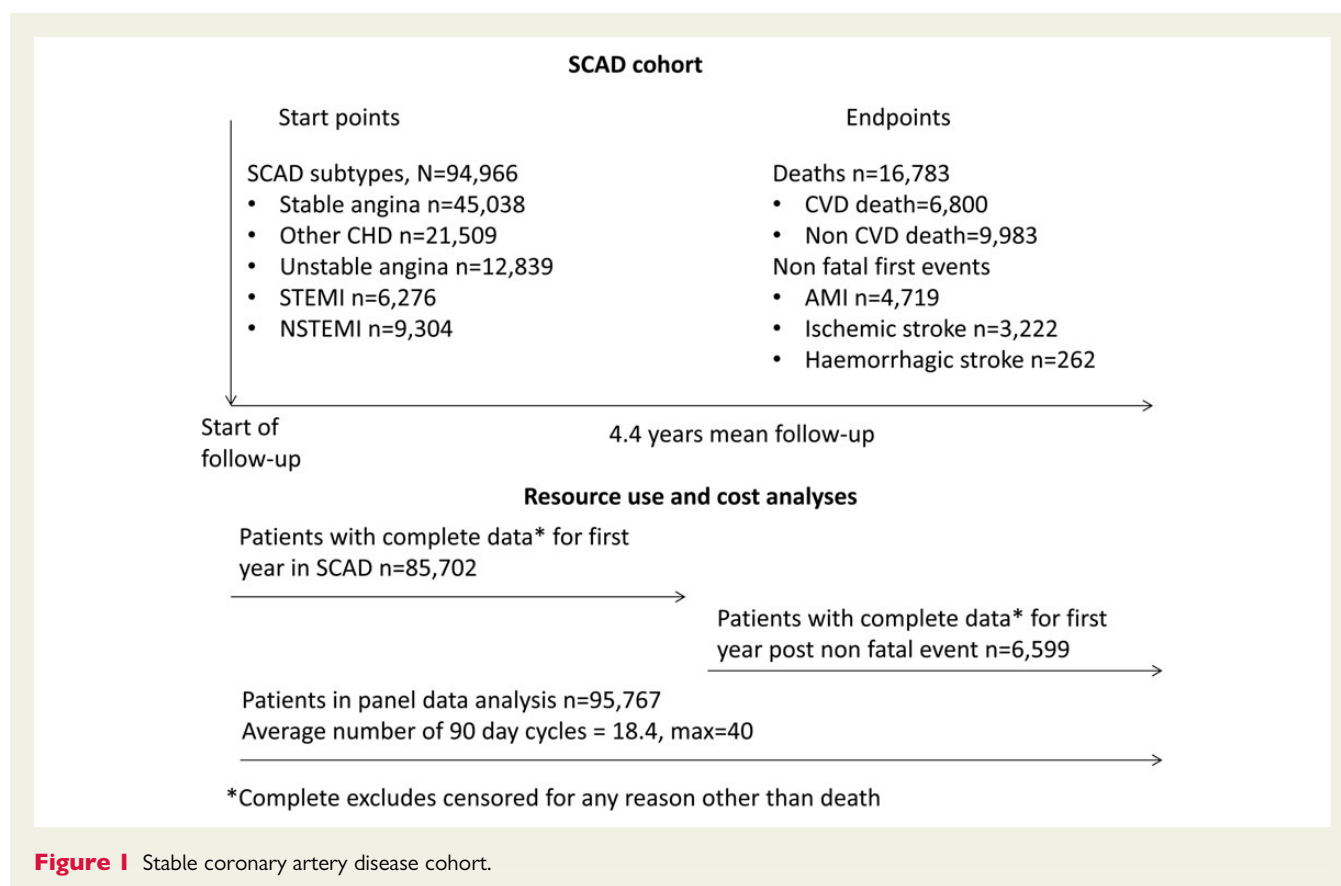 SCAD cohort
Start points
SCAD subtypes, N=94,966
• Stable angina n=45,038
• Other CHD n=21,509
• Unstable angina n=12,839
• STEMI n=6,276
• NSTEMI n=9,304
Endpoints
Deaths n=16,783
• CVD death=6,800
• Non CVD death=9,983
Non fatal first events
• AMI n=4,719
• Ischemic stroke n=3,222
• Haemorrhagic stroke n=262
Start of
follow-up
4.4 years mean follow-up
Resource use and cost analyses
Patients with complete data* for first
year in SCAD n=85,702
Patients with complete data* for first
year post non fatal event n=6,599
Patients in panel data analysis n=95,767
Average number of 90 day cycles = 18.4, max=40
*Complete excludes censored for any reason other than death
Figure 1 Stable coronary artery disease cohort.